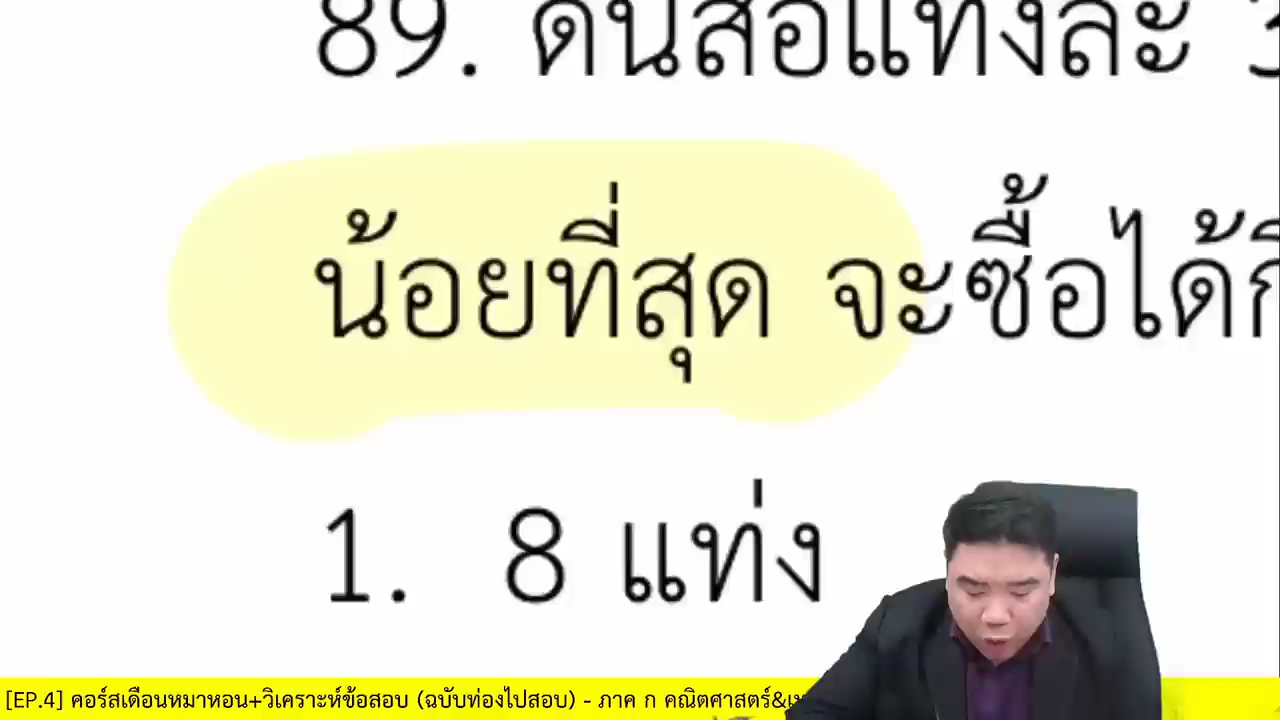 89. ดินสอแท่งละ
น้อยที่สุด จะซื้อได้
1. 8 แท่ง
[EP.4] คอร์สเดือนหมาหอน+วิเคราะห์ข้อสอบ (ฉบับท่องไปสอบ) - ภาค ก คณิตศาสตร์&